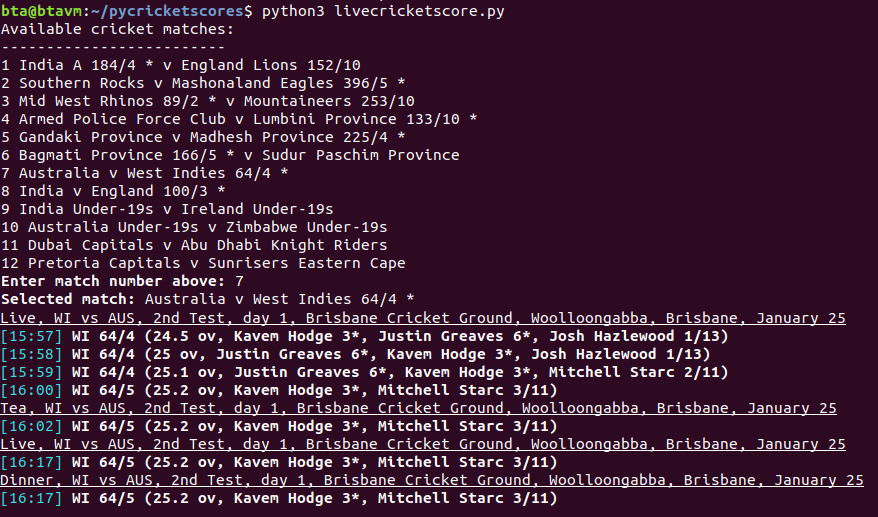 bta@btavm:~/pycricketscores$ python3 livecricketscore.py
Available cricket matches:
-------------------------
1 India A 184/4 * v England Lions 152/10
2 Southern Rocks v Mashonaland Eagles 396/5 *
3 Mid West Rhinos 89/2 * v Mountaineers 253/10
4 Armed Police Force Club v Lumbini Province 133/10 *
5 Gandaki Province v Madhesh Province 225/4 *
6 Bagmati Province 166/5 * v Sudur Paschim Province
7 Australia v West Indies 64/4 *
8 India v England 100/3 *
9 India Under-19s v Ireland Under-19s
10 Australia Under-19s v Zimbabwe Under-19s
11 Dubai Capitals v Abu Dhabi Knight Riders
12 Pretoria Capitals v Sunrisers Eastern Cape
Enter match number above: 7
Selected match: Australia v West Indies 64/4 *
Live, WI vs AUS, 2nd Test, day 1, Brisbane Cricket Ground, Woolloongabba, Brisbane, January 25
[15:57] WI 64/4 (24.5 ov, Kavem Hodge 3*, Justin Greaves 6*, Josh Hazlewood 1/13)
[15:58] WI 64/4 (25 ov, Justin Greaves 6*, Kavem Hodge 3*, Josh Hazlewood 1/13)
[15:59] WI 64/4 (25.1 ov, Justin Greaves 6*, Kavem Hodge 3*, Mitchell Starc 2/11)
[16:00] WI 64/5 (25.2 ov, Kavem Hodge 3*, Mitchell Starc 3/11)
Tea, WI vs AUS, 2nd Test, day 1, Brisbane Cricket Ground, Woolloongabba, Brisbane, January 25
[16:02] WI 64/5 (25.2 ov, Kavem Hodge 3*, Mitchell Starc 3/11)
Live, WI vs AUS, 2nd Test, day 1, Brisbane Cricket Ground, Woolloongabba, Brisbane, January 25
[16:17] WI 64/5 (25.2 ov, Kavem Hodge 3*, Mitchell Starc 3/11)
Dinner, WI vs AUS, 2nd Test, day 1, Brisbane Cricket Ground, Woolloongabba, Brisbane, January 25
[16:17] WI 64/5 (25.2 ov, Kavem Hodge 3*, Mitchell Starc 3/11)